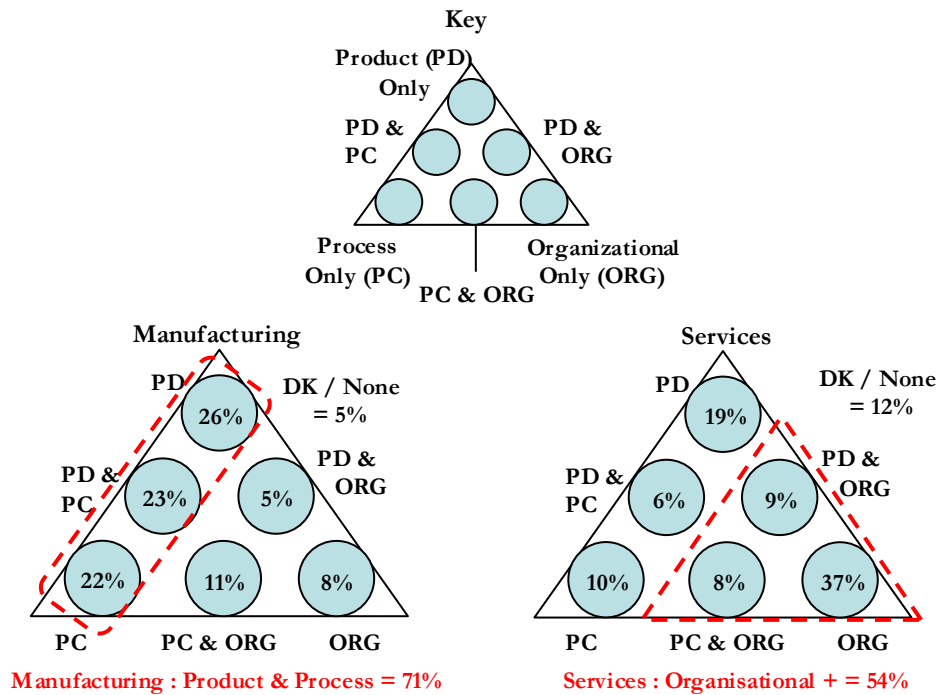 Key
Product (PD)
Only
PD &
PC
PD &
ORG
Process
Only (PC)
Organizational
Only (ORG)
PC & ORG
Manufacturing
PD
DK / None
= 5%
26%
PD &
PC
23%
5%
PD &
ORG
22%
11%
8%
PC
PC & ORG
ORG
Manufacturing : Product & Process = 71%
Services
PD
DK / None
= 12%
19%
PD &
PC
6%
9%
PD &
ORG
10%
8%
37%
PC
PC & ORG
ORG
Services : Organisational + = 54%